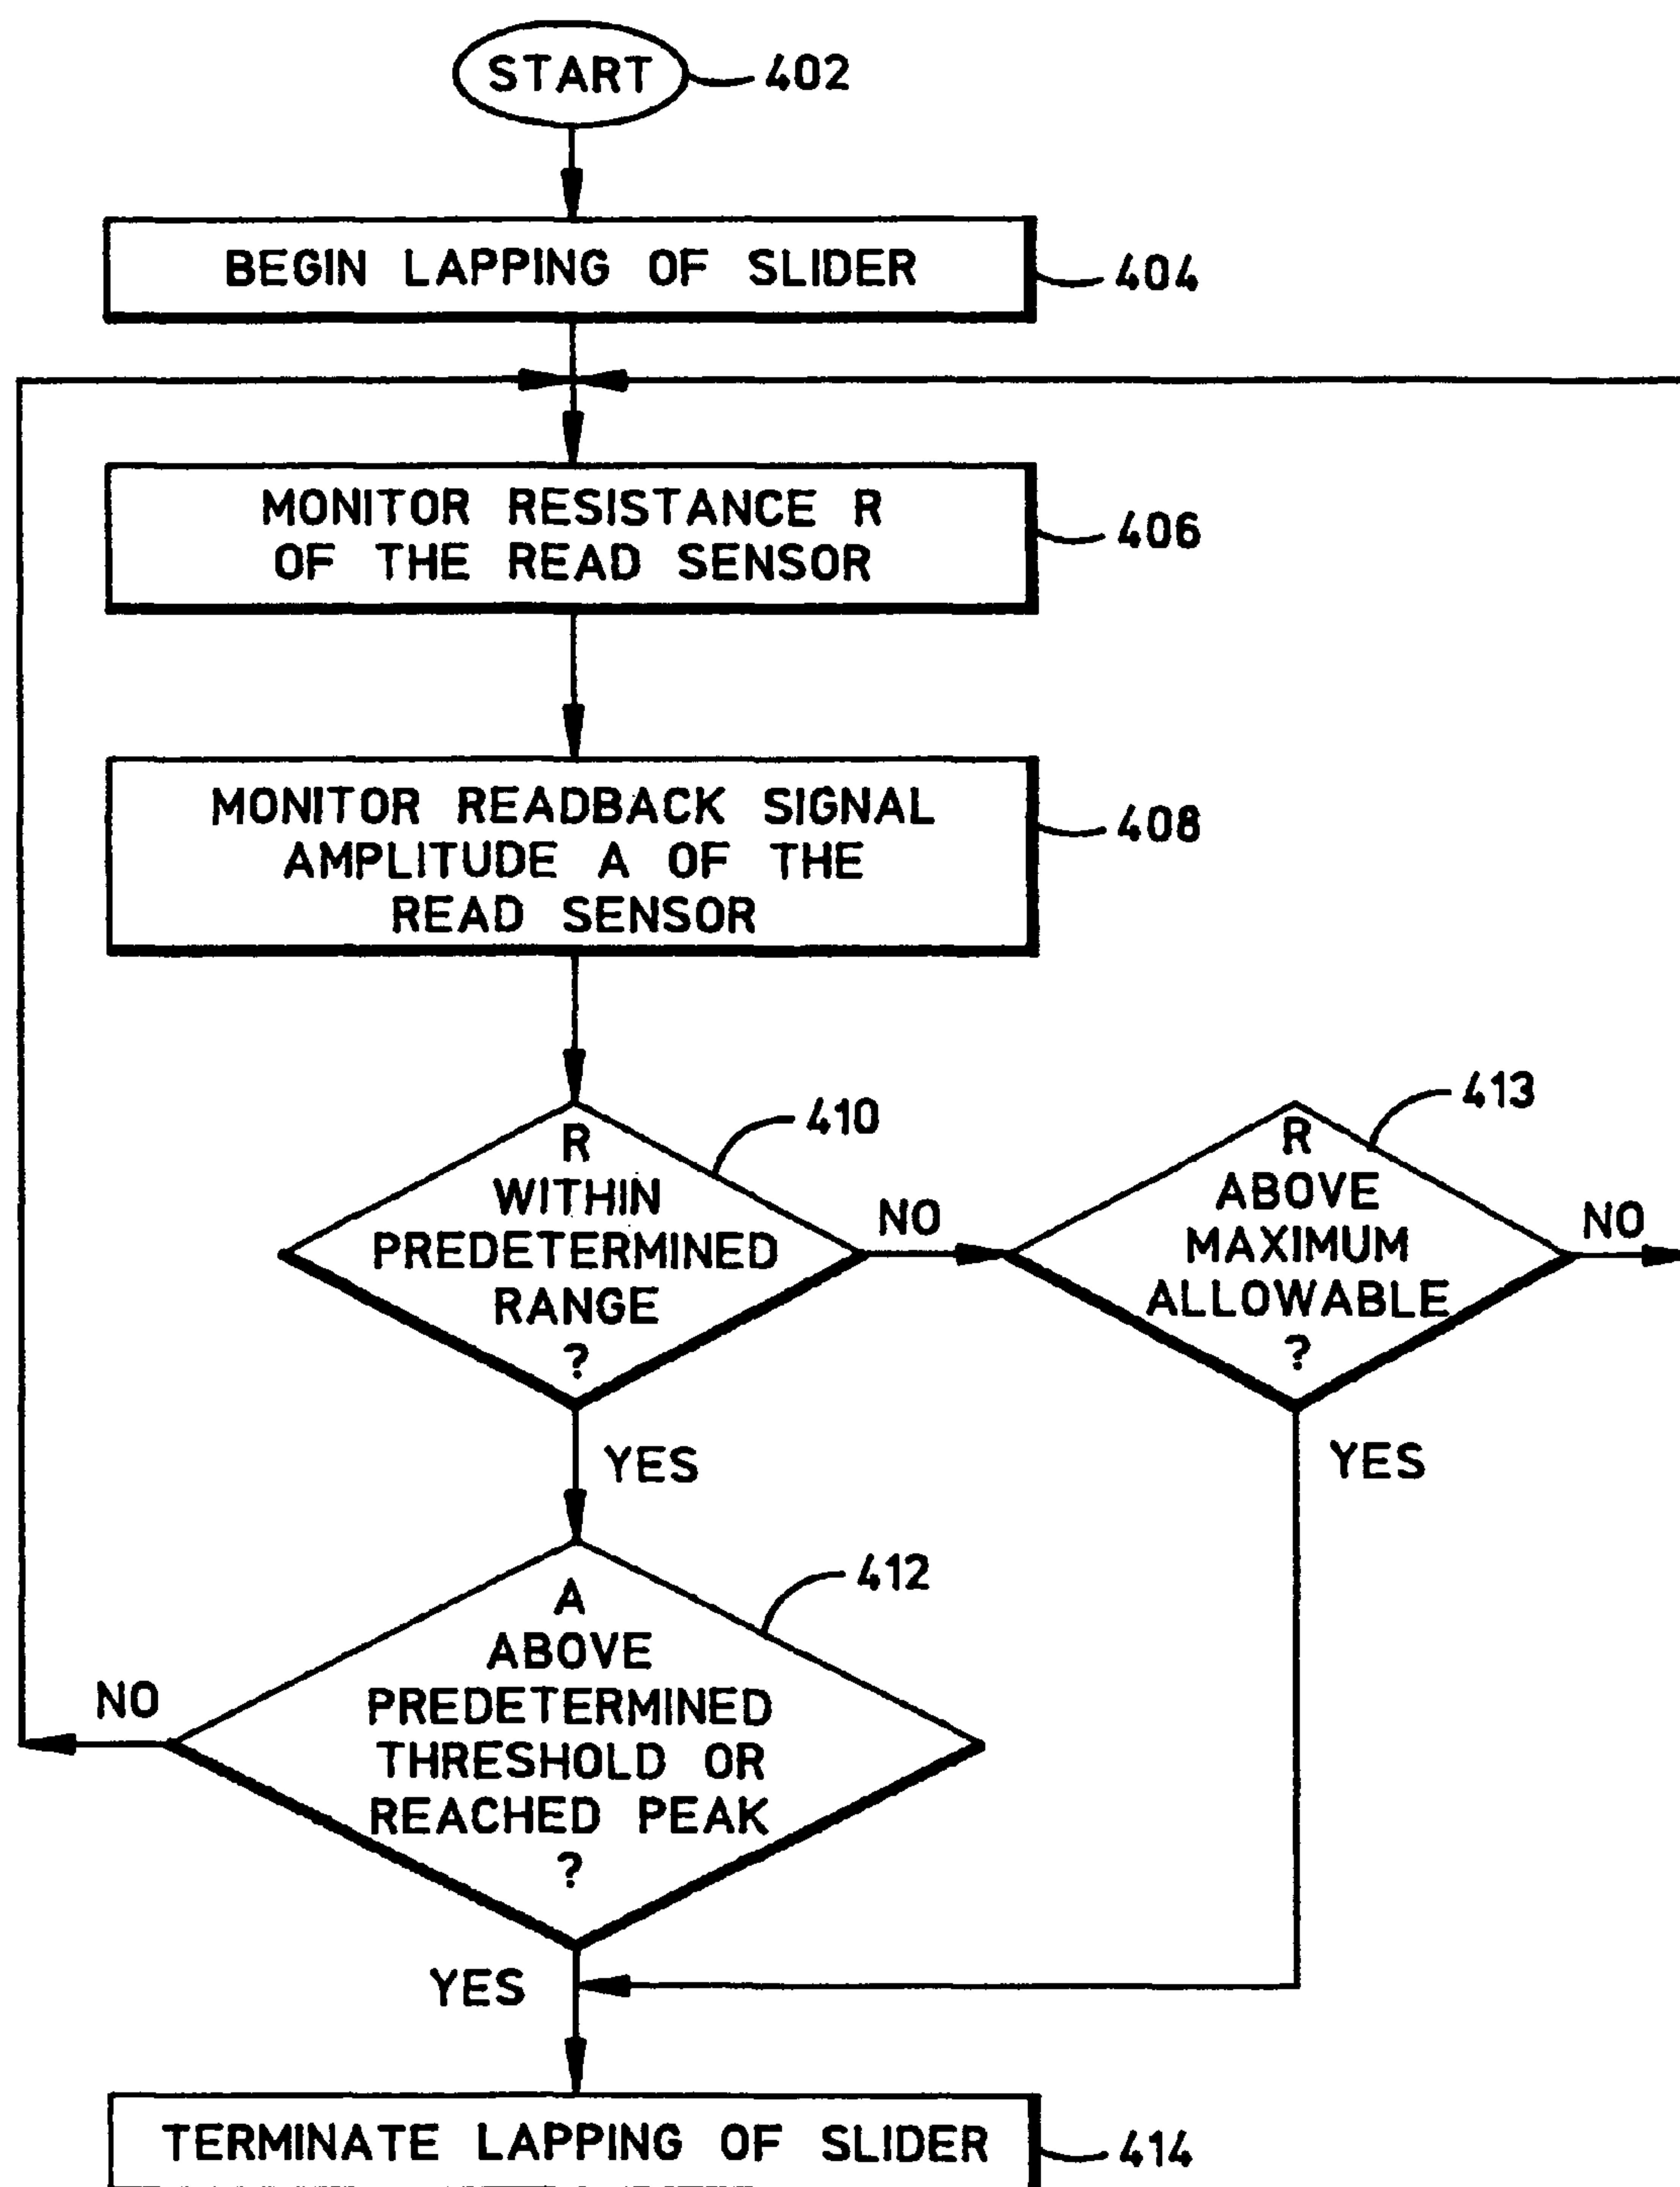 START
402
BEGIN LAPPING OF SLIDER
404
MONITOR RESISTANCE R
OF THE READ SENSOR
406
MONITOR READBACK SIGNAL
AMPLITUDE A OF THE
READ SENSOR
408
R
WITHIN
PREDETERMINED
RANGE
?
410
NO
R
ABOVE
MAXIMUM
ALLOWABLE
?
413
NO
YES
YES
A
ABOVE
PREDETERMINED
THRESHOLD OR
REACHED PEAK
?
412
NO
YES
TERMINATE LAPPING OF SLIDER
414